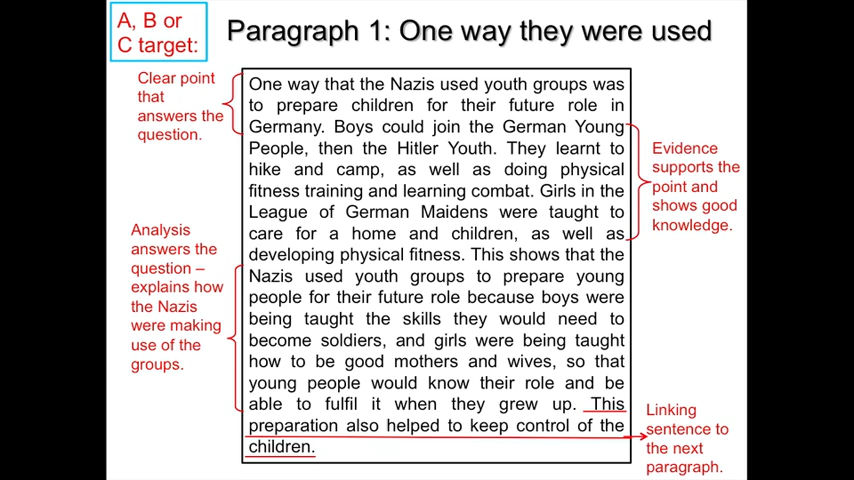 A, B or
C target:
Paragraph 1: One way they were used
Clear point
that
answers the
question.
One way that the Nazis used youth groups was
to prepare children for their future role in
Germany. Boys could join the German Young
People, then the Hitler Youth. They learnt to
hike and camp, as well as doing physical
fitness training and learning combat. Girls in the
League of German Maidens were taught to
care for a home and children, as well as
developing physical fitness. This shows that the
Nazis used youth groups to prepare young
people for their future role because boys were
being taught the skills they would need to
become soldiers, and girls were being taught
how to be good mothers and wives, so that
young people would know their role and be
able to fulfil it when they grew up. This
preparation also helped to keep control of the
children.
Evidence
supports the
point and
shows good
knowledge.
Analysis
answers the
question –
explains how
the Nazis
were making
use of the
groups.
Linking
sentence to
the next
paragraph.